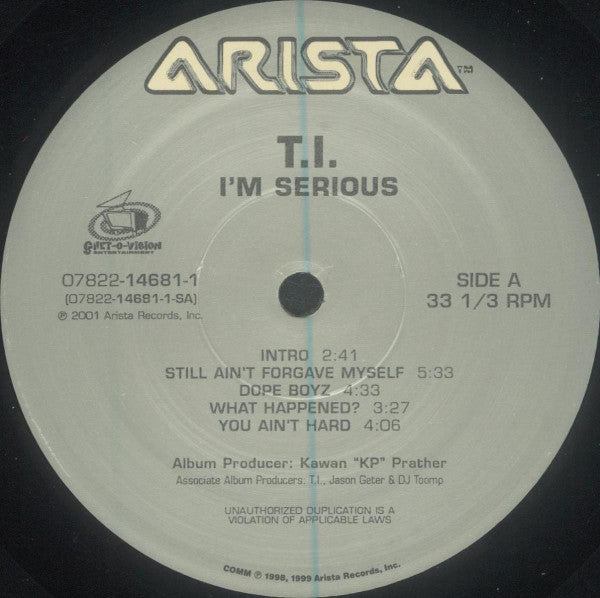 ARISTA™
T.I.
I'M SERIOUS
GHET-O-VISION
ENTERTAINMENT
07822-14681-1
(07822-14681-1-SA)
℗ 2001 Arista Records, Inc.
SIDE A
33 1/3 RPM
INTRO 2:41
STILL AIN'T FORGAVE MYSELF 5:33
DOPE BOYZ 4:33
WHAT HAPPENED? 3:27
YOU AIN'T HARD 4:06
Album Producer: Kawan "KP" Prather
Associate Album Producers: T.I., Jason Geter & DJ Toomp
UNAUTHORIZED DUPLICATION IS A
VIOLATION OF APPLICABLE LAWS
COMM ℗ 1998, 1999 Arista Records, Inc.